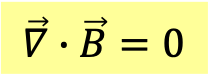 ∇⃗ · B⃗ = 0